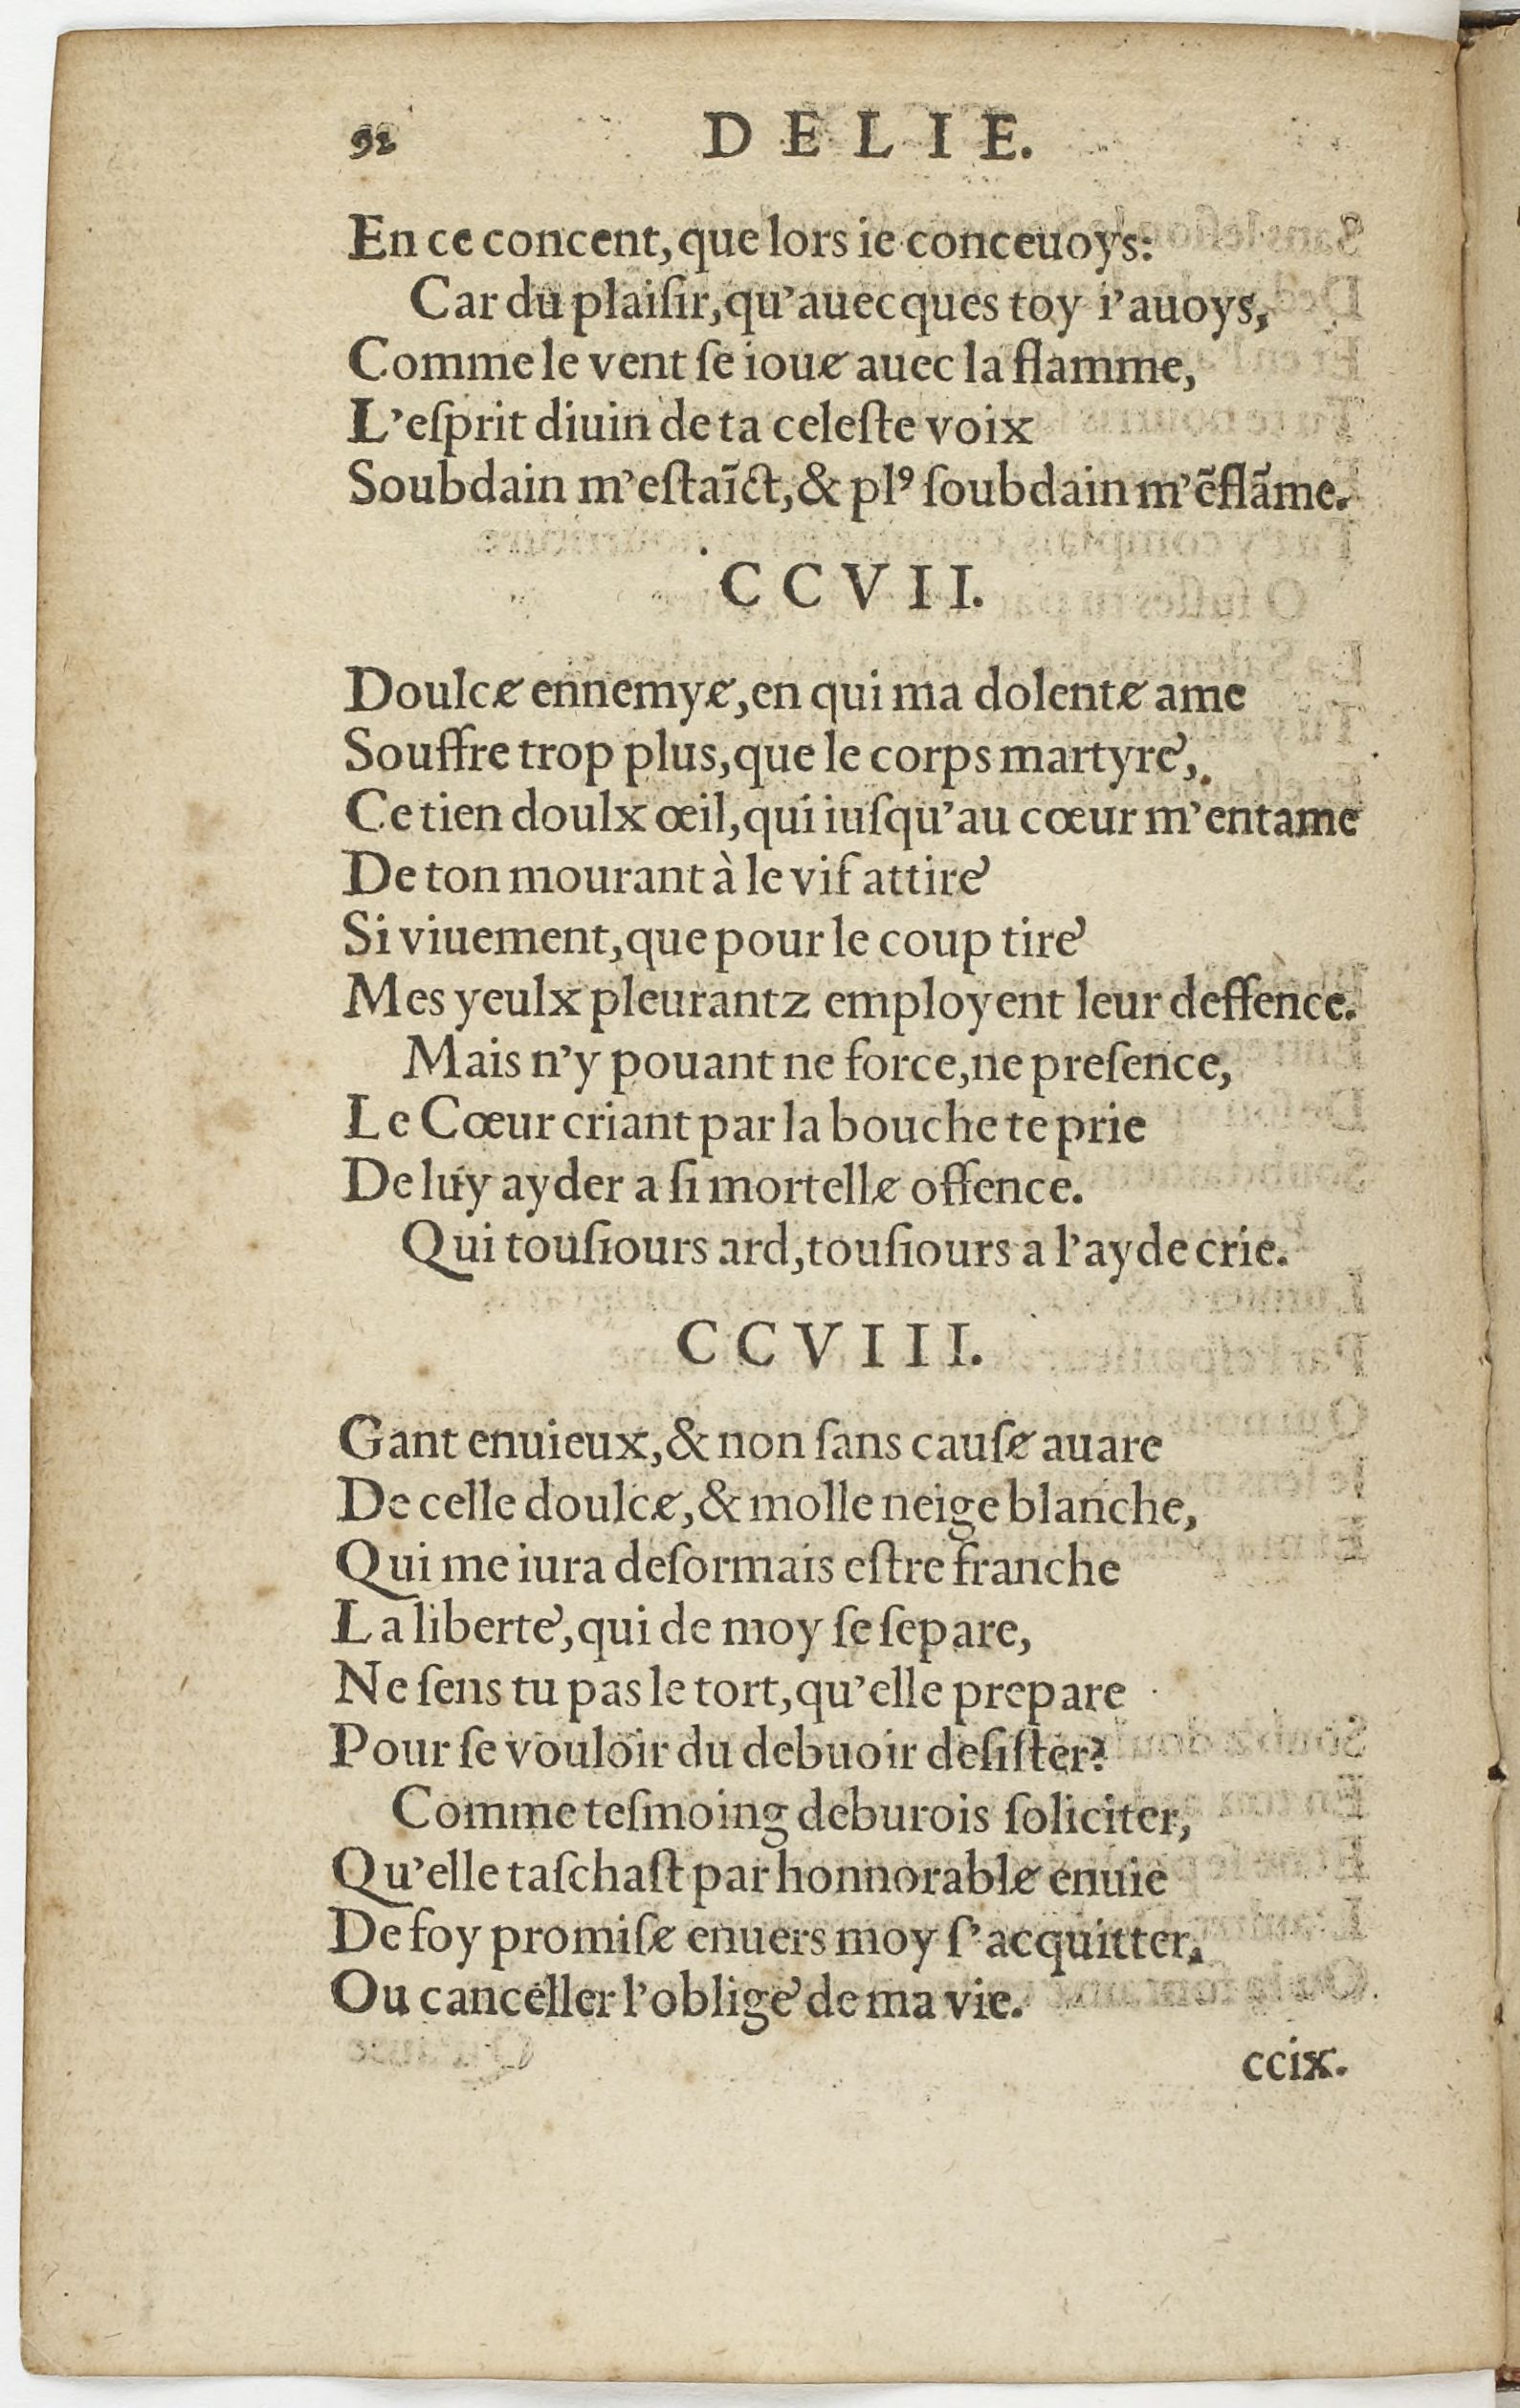 92 DELIE.
En ce concent, que lors ie conceuoys:
Car du plaiſir, qu'auecques toy i'auoys,
Comme le vent ſe ioue auec la flamme,
L'eſprit diuin de ta celeſte voix
Soubdain m'eſtaĩct, & plꝰ ſoubdain m'ẽflãme.
CCVII.
Doulce ennemye, en qui ma dolente ame
Souffre trop plus, que le corps martyré,
Ce tien doulx œil, qui iuſqu'au cœur m'entame
De ton mourant à le vif attiré
Si viuement, que pour le coup tiré
Mes yeulx pleurantz employent leur deffence.
Mais n'y pouant ne force, ne preſence,
Le Cœur criant par la bouche te prie
De luy ayder a ſi mortelle offence.
Qui touſiours ard, touſiours a l'ayde crie.
CCVIII.
Gant enuieux, & non ſans cauſe auare
De celle doulce, & molle neige blanche,
Qui me iura deſormais eſtre franche
La liberté, qui de moy ſe ſepare,
Ne ſens tu pas le tort, qu'elle prepare
Pour ſe vouloir du debuoir deſiſter?
Comme teſmoing deburois ſoliciter,
Qu'elle taſchaſt par honnorable enuie
De foy promiſe enuers moy ſ'acquitter,
Ou canceller l'obligé de ma vie.
ccix.